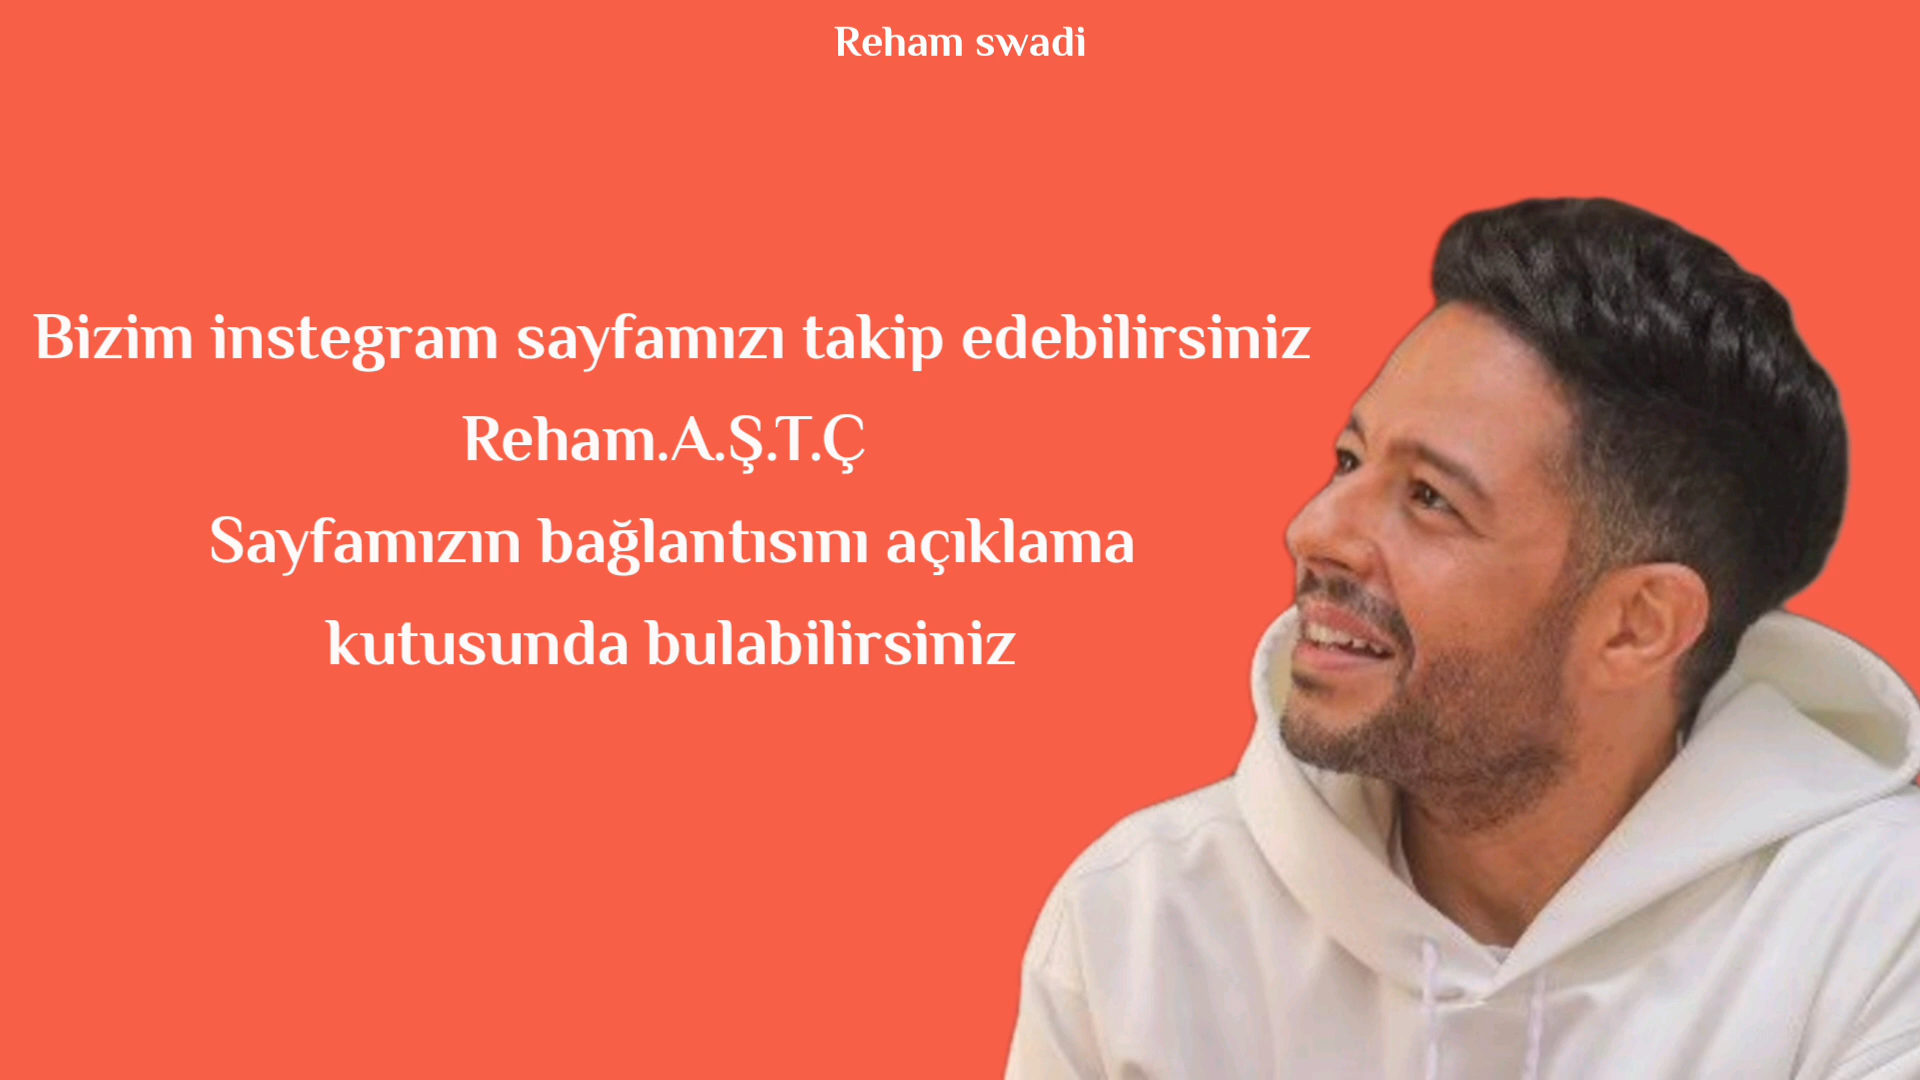 Reham swadi
Bizim instegram sayfamızı takip edebilirsiniz
Reham.A.Ş.T.Ç
Sayfamızın bağlantısını açıklama
kutusunda bulabilirsiniz